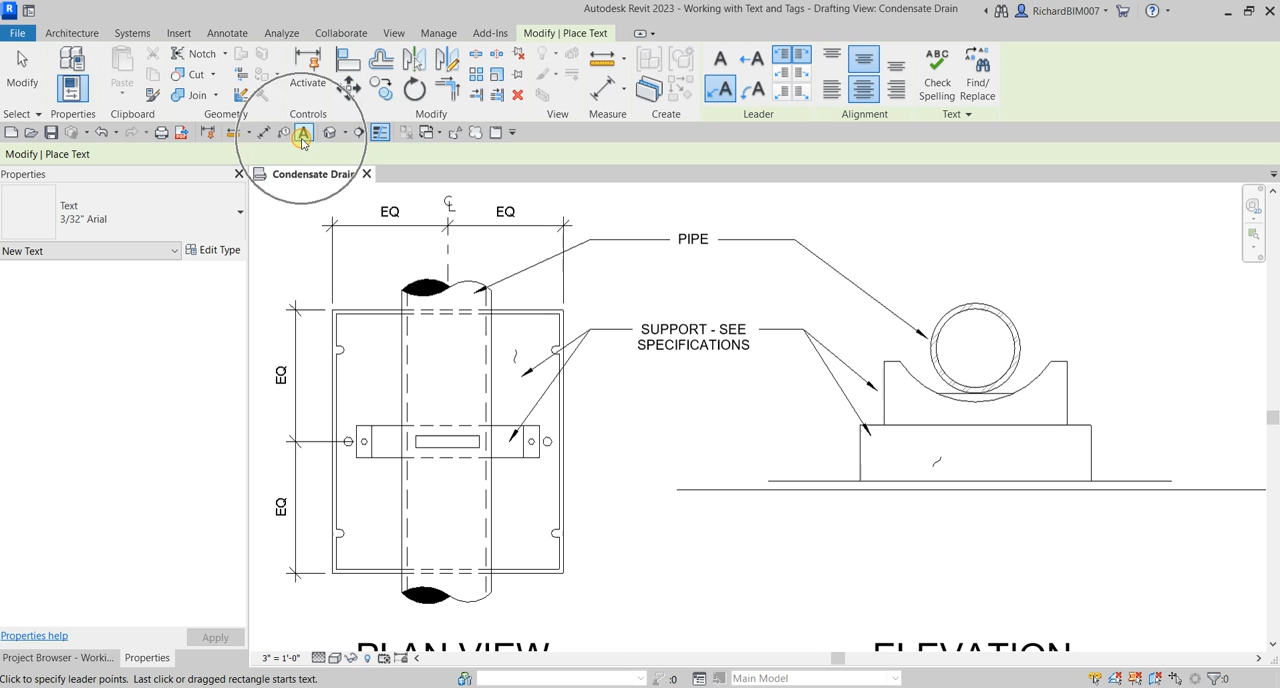 Autodesk Revit 2023 - Working with Text and Tags - Drafting View: Condensate Drain
RichardBIM007
File
Architecture
Systems
Insert
Annotate
Analyze
Collaborate
View
Manage
Add-Ins
Modify | Place Text
Modify
Paste
Notch
Cut
Join
Activate
Check
Spelling
Find/
Replace
Select
Properties
Clipboard
Geometry
Controls
Modify
View
Measure
Create
Leader
Alignment
Text
Modify | Place Text
Properties
Condensate Drain
Text
3/32" Arial
New Text
Edit Type
EQ
EQ
PIPE
SUPPORT - SEE
SPECIFICATIONS
EQ
EQ
PLAN VIEW
ELEVATION
Properties help
Apply
Project Browser - Worki...
Properties
3" = 1'-0"
Click to specify leader points. Last click or dragged rectangle starts text.
:0
Main Model
:0